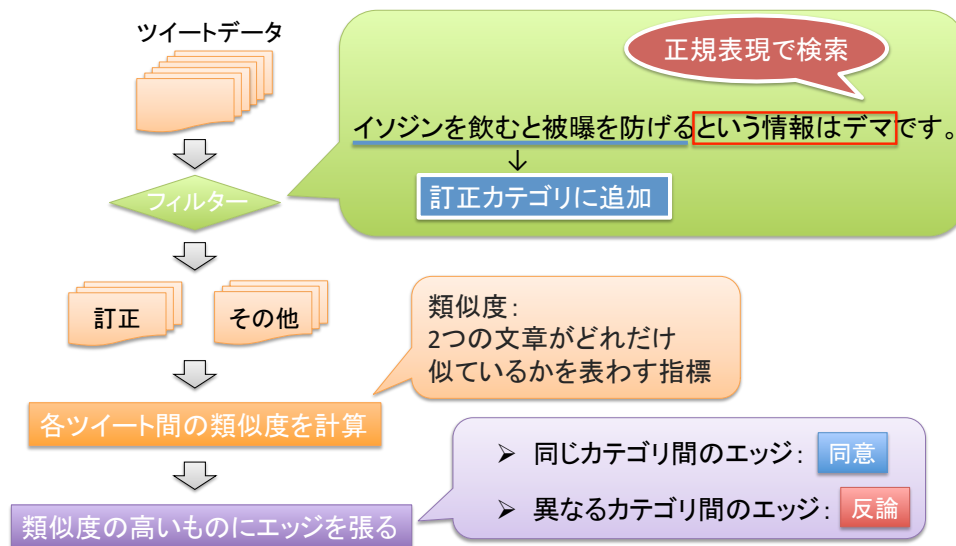 ツイートデータ
正規表現で検索
イソジンを飲むと被曝を防げるという情報はデマです。
↓
訂正カテゴリに追加
フィルター
訂正
その他
類似度：
2つの文章がどれだけ
似ているかを表わす指標
各ツイート間の類似度を計算
➢ 同じカテゴリ間のエッジ： 同意
➢ 異なるカテゴリ間のエッジ： 反論
類似度の高いものにエッジを張る